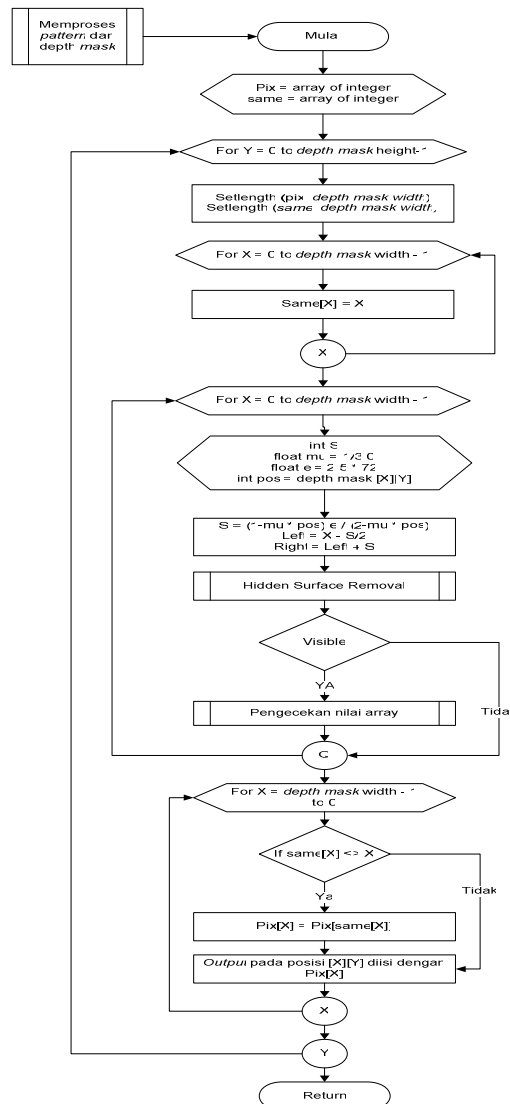 Memproses
pattern dar
depth mask
Mula
Pix = array of integer
same = array of integer
For Y = 0 to depth mask height-1
Setlength (pix depth mask width)
Setlength (same depth mask width)
For X = 0 to depth mask width - 1
Same[X] = X
X
For X = 0 to depth mask width - 1
int S
float mu = 1/3 0
float e = 2 5 * 72
int pos = depth mask [X][Y]
S = (1-mu * pos) e / (2-mu * pos)
Left = X - S/2
Right = Left + S
Hidden Surface Removal
Visible
YA
Tida
Pengecekan nilai array
C
For X = depth mask width - 1
to 0
If same[X] <> X
Tidak
Ya
Pix[X] = Pix[same[X]]
Output pada posisi [X][Y] diisi dengar
Pix[X]
X
Y
Return